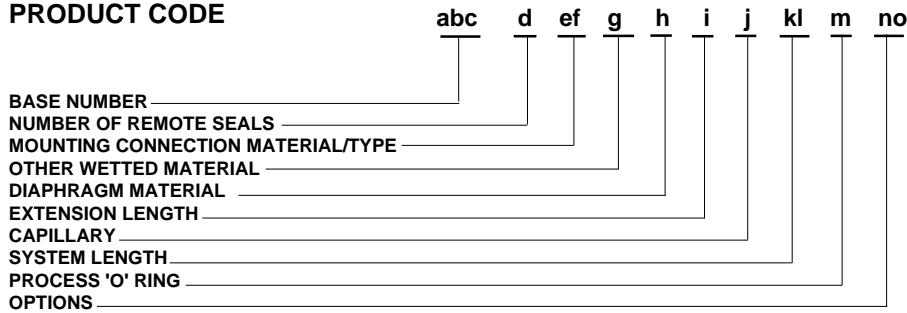 PRODUCT CODE abc d ef g h i j kl m no
BASE NUMBER
NUMBER OF REMOTE SEALS
MOUNTING CONNECTION MATERIAL/TYPE
OTHER WETTED MATERIAL
DIAPHRAGM MATERIAL
EXTENSION LENGTH
CAPILLARY
SYSTEM LENGTH
PROCESS 'O' RING
OPTIONS